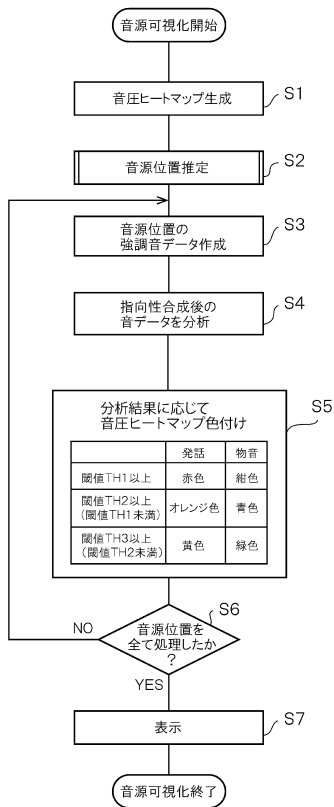 音源可視化開始
音圧ヒートマップ生成
S1
音源位置推定
S2
音源位置の
強調音データ作成
S3
指向性合成後の
音データを分析
S4
分析結果に応じて
音圧ヒートマップ色付け
S5
発話 物音
閾値TH1以上 赤色 紺色
閾値TH2以上
(閾値TH1未満) オレンジ色 青色
閾値TH3以上
(閾値TH2未満) 黄色 緑色
S6
音源位置を
全て処理したか
?
NO
YES
表示
S7
音源可視化終了